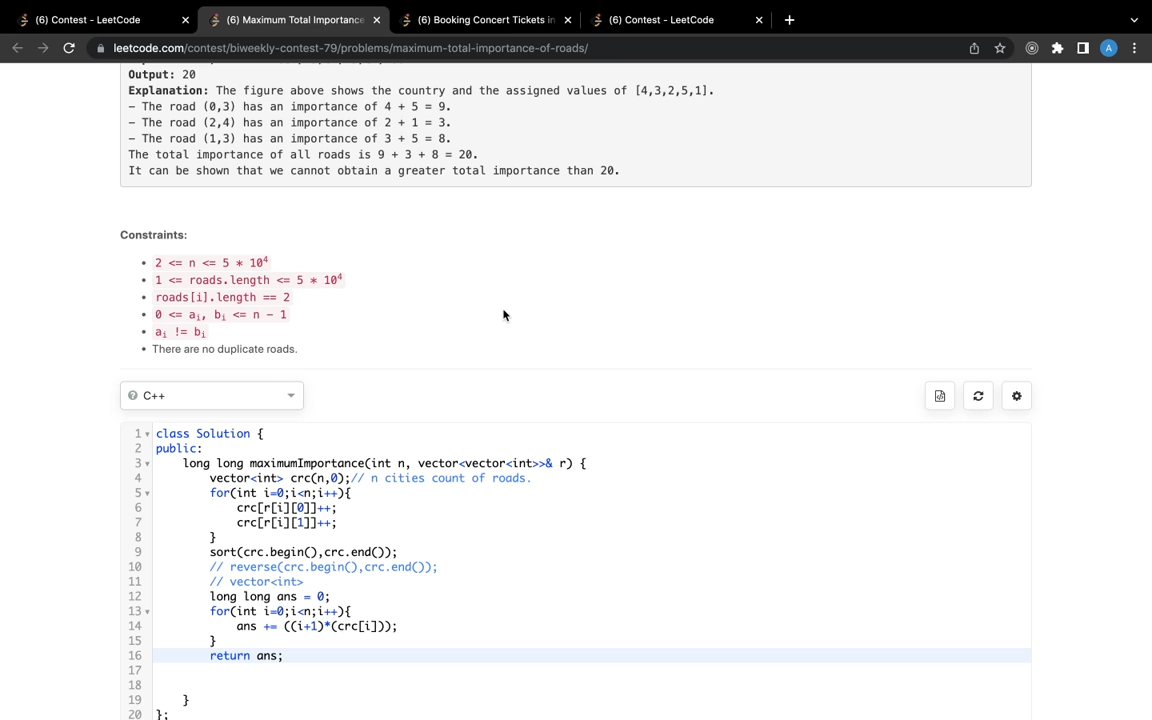 (6) Contest - LeetCode
(6) Maximum Total Importance
(6) Booking Concert Tickets in
(6) Contest - LeetCode
leetcode.com/contest/biweekly-contest-79/problems/maximum-total-importance-of-roads/
A
Output: 20
Explanation: The figure above shows the country and the assigned values of [4,3,2,5,1].
- The road (0,3) has an importance of 4 + 5 = 9.
- The road (2,4) has an importance of 2 + 1 = 3.
- The road (1,3) has an importance of 3 + 5 = 8.
The total importance of all roads is 9 + 3 + 8 = 20.
It can be shown that we cannot obtain a greater total importance than 20.
Constraints:
• 2 <= n <= 5 * 10⁴
• 1 <= roads.length <= 5 * 10⁴
• roads[i].length == 2
• 0 <= aᵢ, bᵢ <= n - 1
• aᵢ != bᵢ
• There are no duplicate roads.
C++
1 class Solution {
2 public:
3 long long maximumImportance(int n, vector<vector<int>>& r) {
4 vector<int> crc(n,0);// n cities count of roads.
5 for(int i=0;i<n;i++){
6 crc[r[i][0]]++;
7 crc[r[i][1]]++;
8 }
9 sort(crc.begin(),crc.end());
10 // reverse(crc.begin(),crc.end());
11 // vector<int>
12 long long ans = 0;
13 for(int i=0;i<n;i++){
14 ans += ((i+1)*(crc[i]));
15 }
16 return ans;
17
18
19 }
20 };